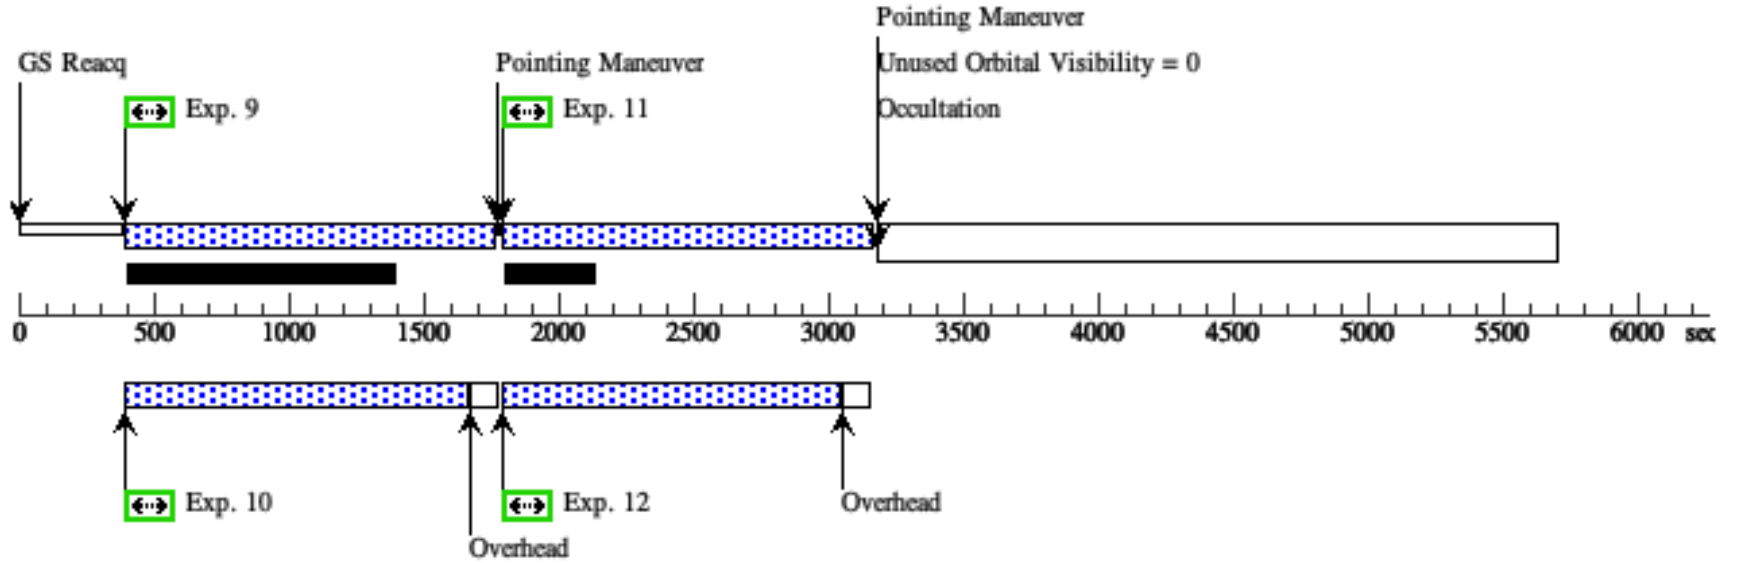 Pointing Maneuver
GS Reacq Pointing Maneuver Unused Orbital Visibility = 0
Exp. 9 Exp. 11 Occultation
0 500 1000 1500 2000 2500 3000 3500 4000 4500 5000 5500 6000 sec
Exp. 10 Exp. 12 Overhead
Overhead